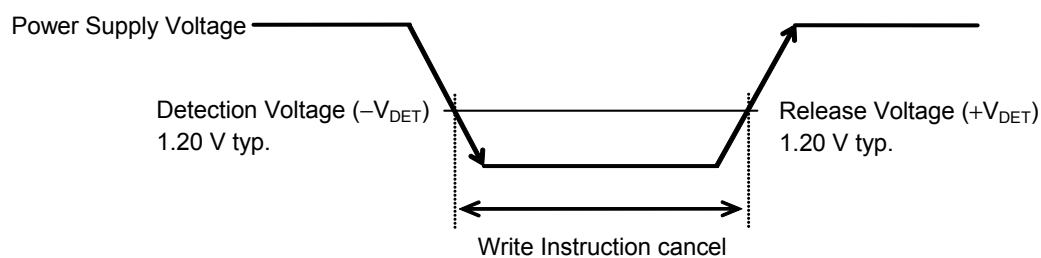 Power Supply Voltage
Detection Voltage (−VDET)
1.20 V typ.
Release Voltage (+VDET)
1.20 V typ.
Write Instruction cancel